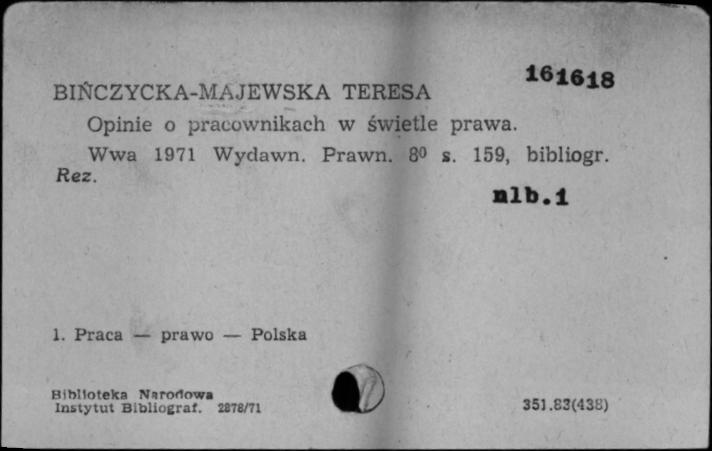 161618
BIŃCZYCKA-MAJEWSKA TERESA
Opinie o pracownikach w świetle prawa.
Wwa 1971 Wydawn. Prawn. 8⁰ s. 159, bibliogr.
Rez.
nlb.1
1. Praca — prawo — Polska
Biblioteka Narodowa
Instytut Bibliograf. 2878/71
351.83(438)